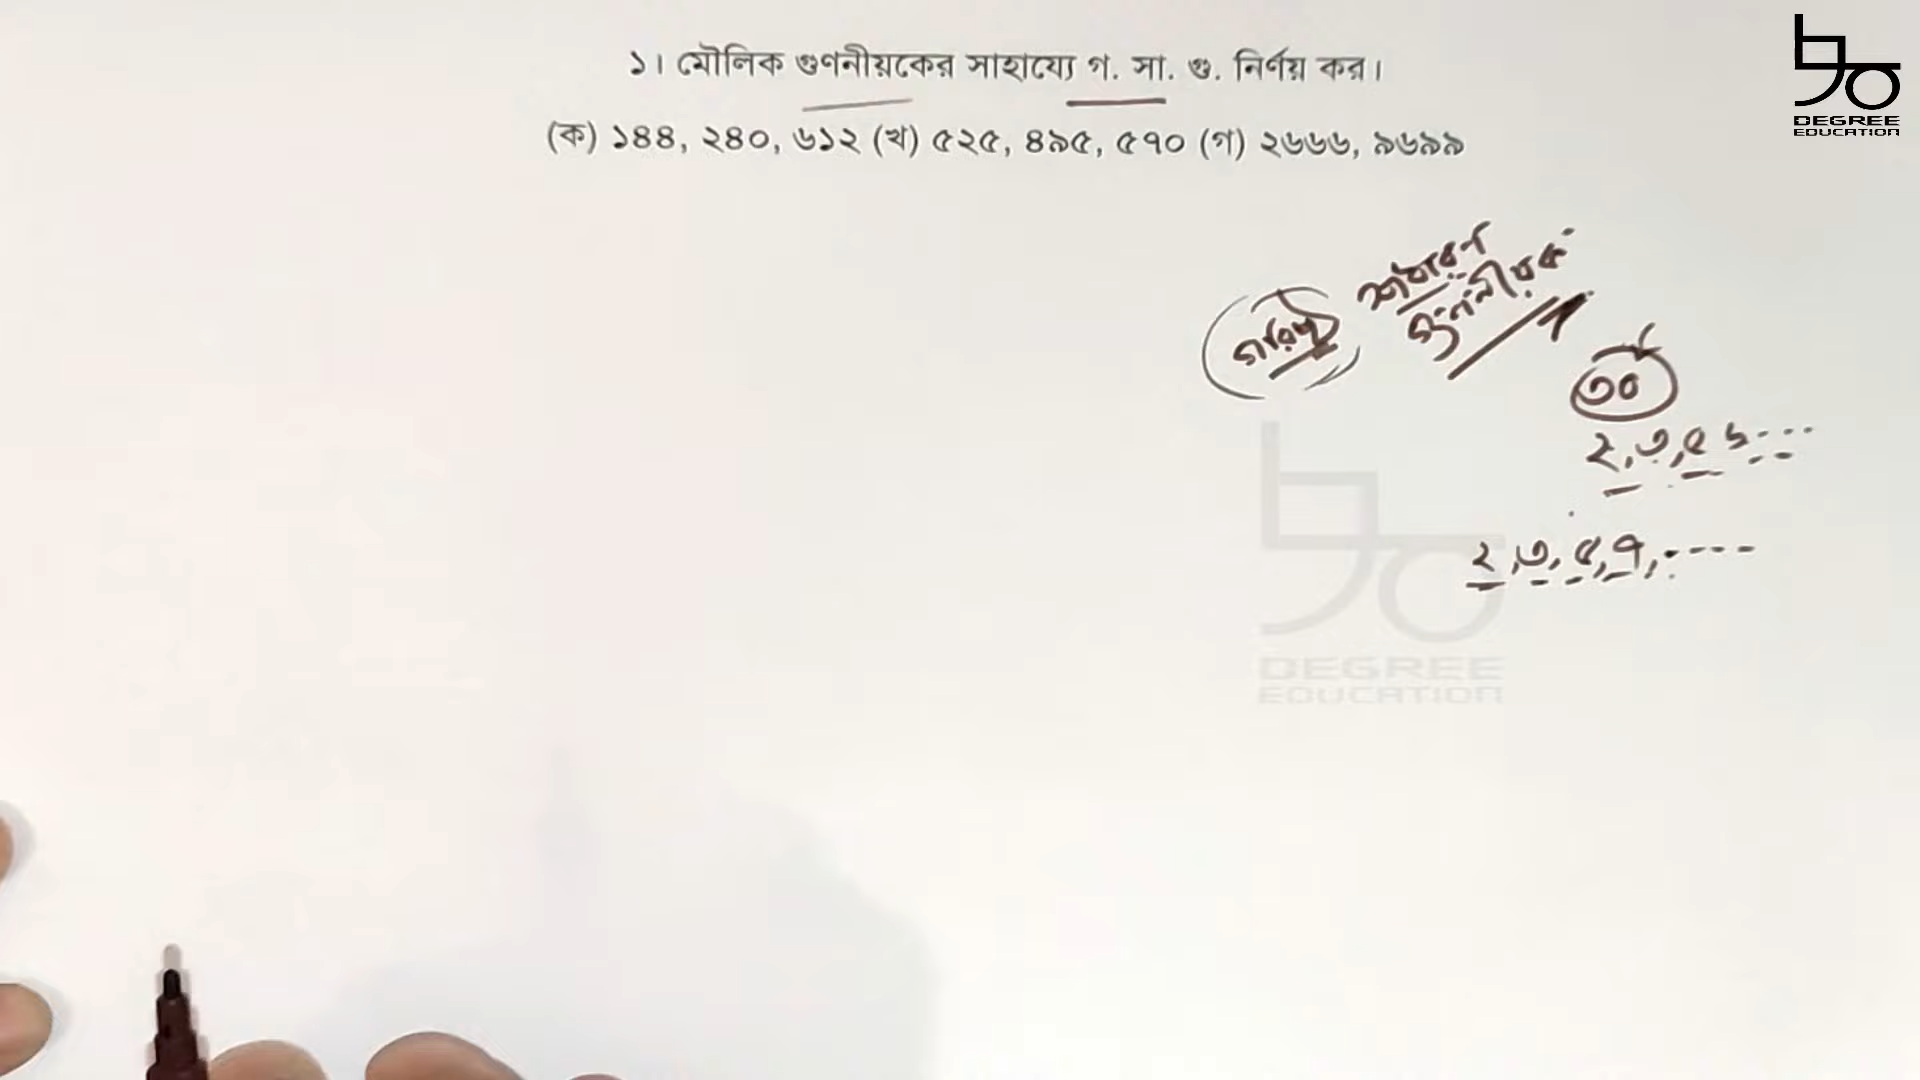 ১। মৌলিক গুণনীয়কের সাহায্যে গ. সা. গু. নির্ণয় কর।
(ক) ১৪৪, ২৪০, ৬১২ (খ) ৫২৫, ৪৯৫, ৫৭০ (গ) ২৬৬৬, ৯৬৯৯
DEGREE
EDUCATION
গরিষ্ঠ
সাধারণ
গুণনীয়ক
৩০
২, ৩, ৫ ৬ ----
২, ৩, ৫, ৭, ----
DEGREE
EDUCATION